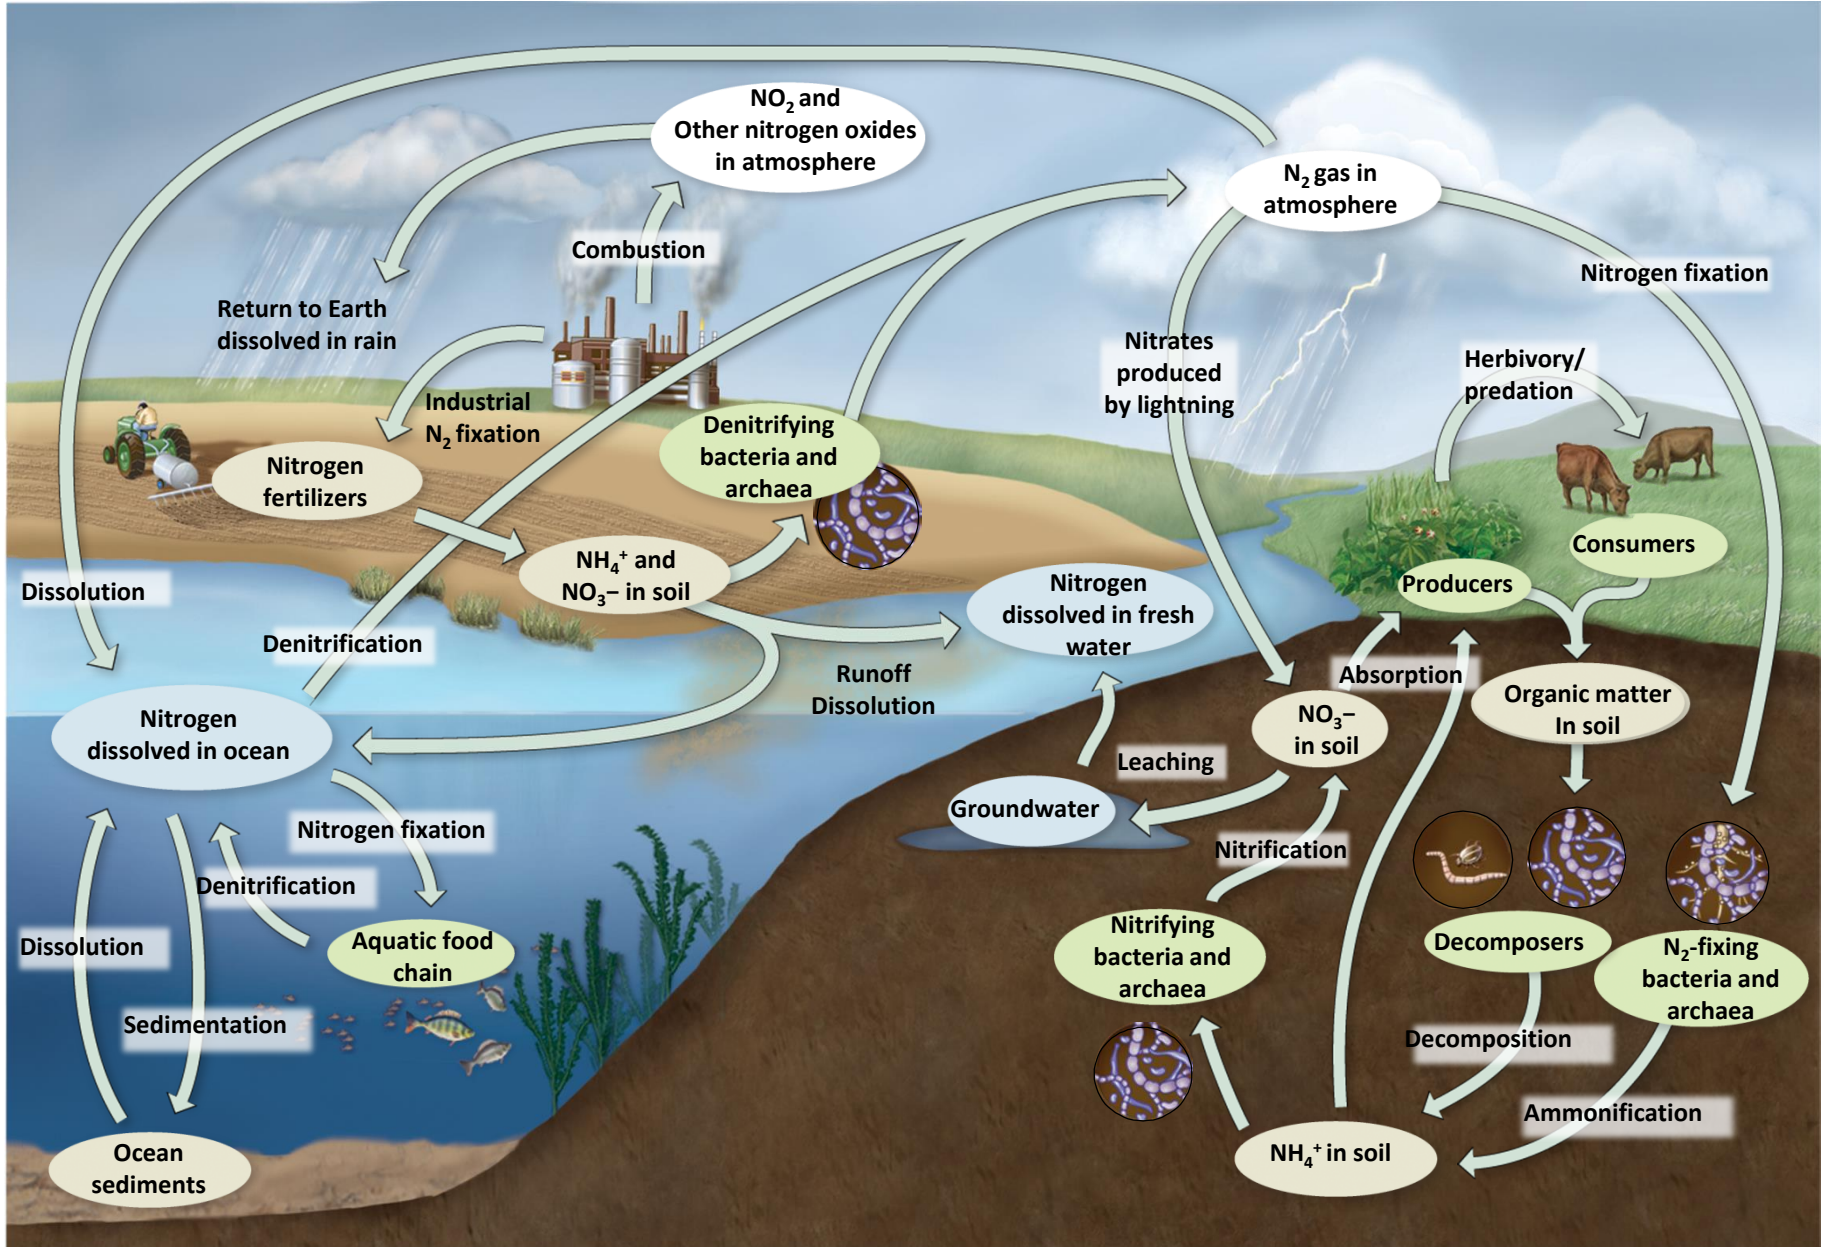 NO₂ and
Other nitrogen oxides
in atmosphere
N₂ gas in
atmosphere
Combustion
Nitrogen fixation
Return to Earth
dissolved in rain
Nitrates
produced
by lightning
Herbivory/
predation
Industrial
N₂ fixation
Denitrifying
bacteria and
archaea
Nitrogen
fertilizers
Consumers
NH₄⁺ and
NO₃– in soil
Nitrogen
dissolved in fresh
water
Producers
Dissolution
Denitrification
Runoff
Dissolution
Absorption
Organic matter
In soil
Nitrogen
dissolved in ocean
NO₃–
in soil
Leaching
Groundwater
Nitrogen fixation
Nitrification
Denitrification
Aquatic food
chain
Dissolution
Nitrifying
bacteria and
archaea
Decomposers
N₂-fixing
bacteria and
archaea
Sedimentation
Decomposition
Ammonification
Ocean
sediments
NH₄⁺ in soil